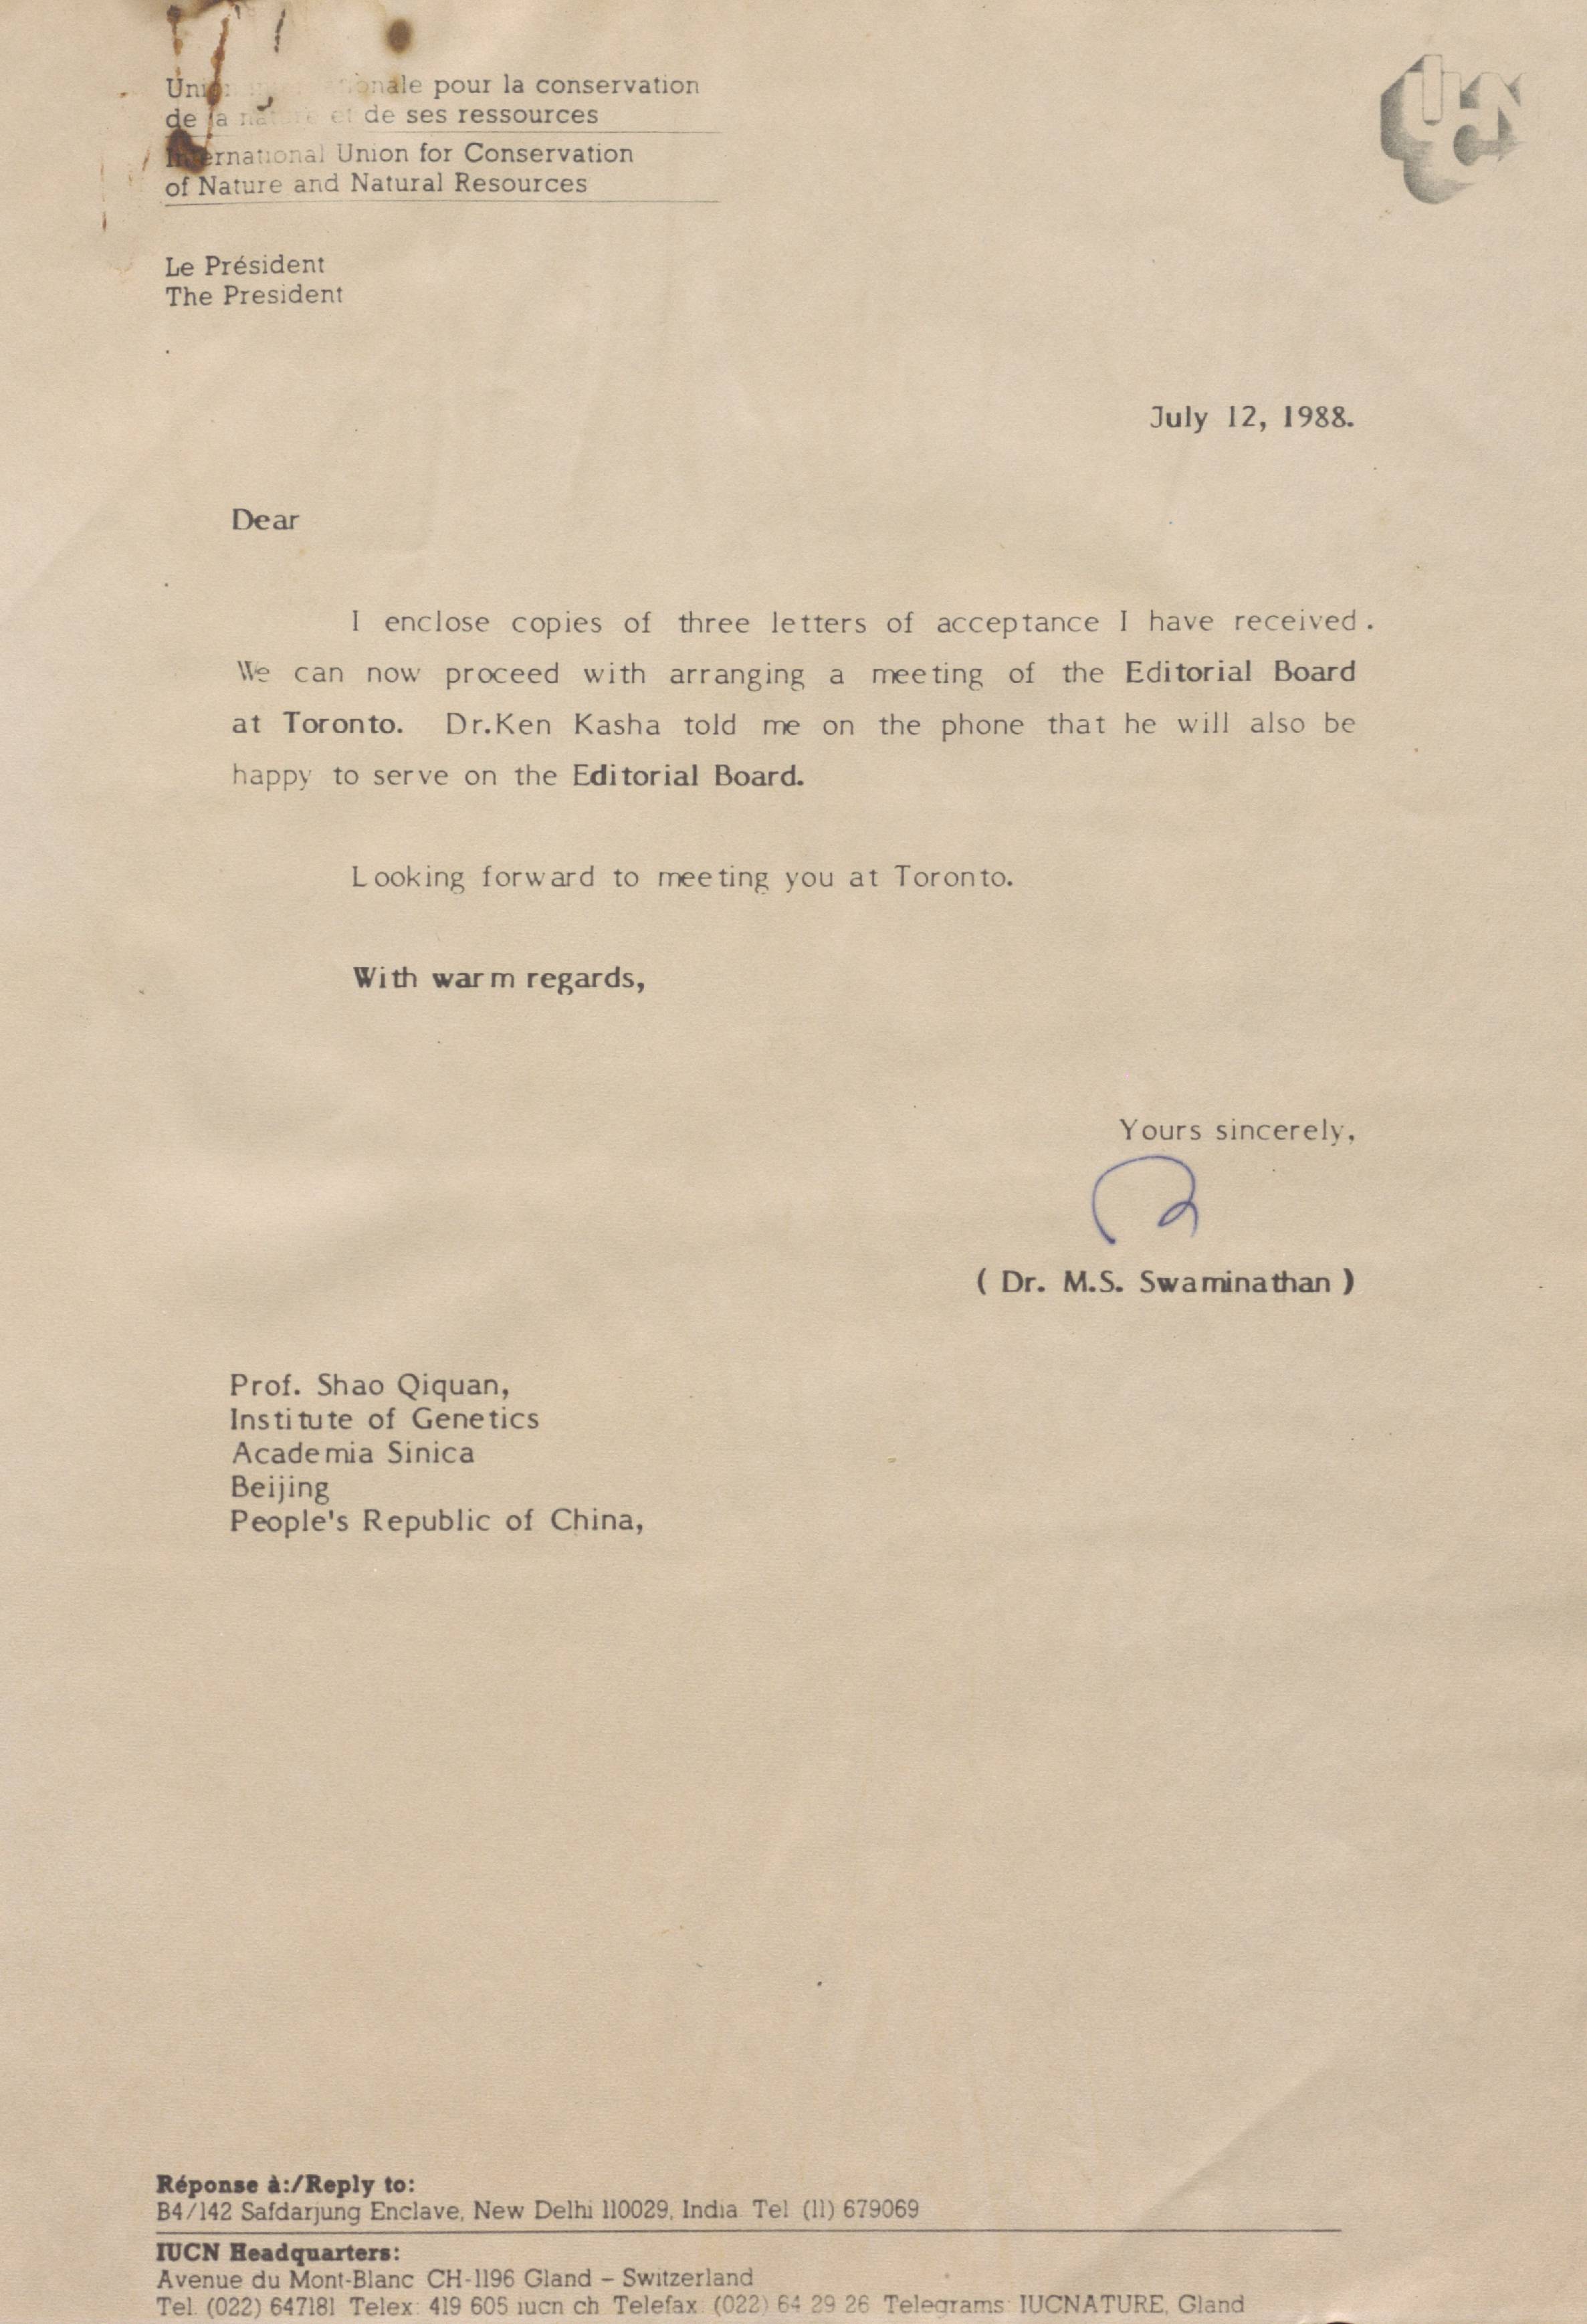 Union internationale pour la conservation
de la nature et de ses ressources
International Union for Conservation
of Nature and Natural Resources
IUCN
Le Président
The President
July 12, 1988.
Dear
I enclose copies of three letters of acceptance I have received.
We can now proceed with arranging a meeting of the Editorial Board
at Toronto. Dr.Ken Kasha told me on the phone that he will also be
happy to serve on the Editorial Board.
Looking forward to meeting you at Toronto.
With warm regards,
Yours sincerely,
( Dr. M.S. Swaminathan )
Prof. Shao Qiquan,
Institute of Genetics
Academia Sinica
Beijing
People's Republic of China,
Réponse à:/Reply to:
B4/142 Safdarjung Enclave, New Delhi 110029, India Tel (11) 679069
IUCN Headquarters:
Avenue du Mont-Blanc CH-1196 Gland – Switzerland
Tel. (022) 647181 Telex: 419 605 iucn ch Telefax: (022) 64 29 26 Telegrams: IUCNATURE, Gland